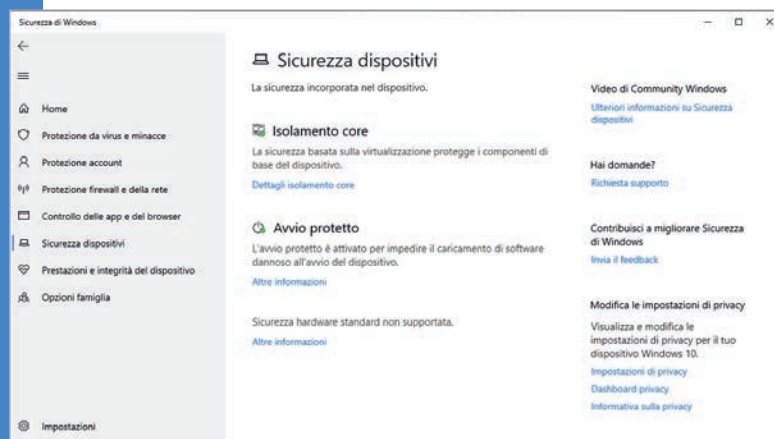 Sicurezza di Windows
Home
Protezione da virus e minacce
Protezione account
Protezione firewall e della rete
Controllo delle app e del browser
Sicurezza dispositivi
Prestazioni e integrità del dispositivo
Opzioni famiglia
Impostazioni
Sicurezza dispositivi
La sicurezza incorporata nel dispositivo.
Isolamento core
La sicurezza basata sulla virtualizzazione protegge i componenti di
base del dispositivo.
Dettagli isolamento core
Avvio protetto
L'avvio protetto è attivato per impedire il caricamento di software
dannoso all'avvio del dispositivo.
Altre informazioni
Sicurezza hardware standard non supportata.
Altre informazioni
Video di Community Windows
Ulteriori informazioni su Sicurezza
dispositivi
Hai domande?
Richiesta supporto
Contribuisci a migliorare Sicurezza
di Windows
Invia il feedback
Modifica le impostazioni di privacy
Visualizza e modifica le
impostazioni di privacy per il tuo
dispositivo Windows 10.
Impostazioni di privacy
Dashboard privacy
Informativa sulla privacy